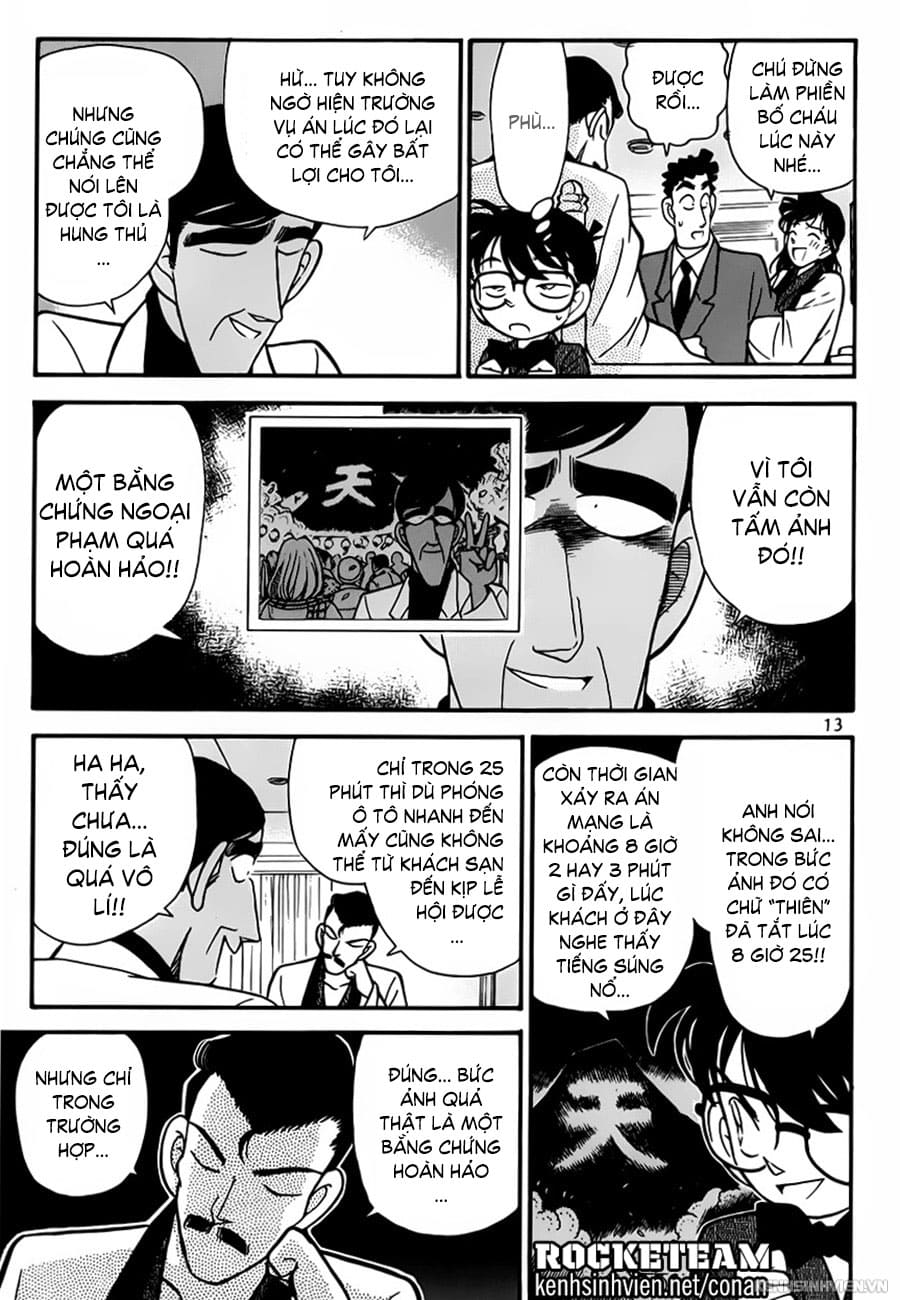 CHÚ ĐỪNG
LÀM PHIỀN
BỐ CHÁU
LÚC NÀY
NHÉ...
ĐƯỢC
RỒI...
PHÙ...
HỪ... TUY KHÔNG
NGỜ HIỆN TRƯỜNG
VỤ ÁN LÚC ĐÓ LẠI
CÓ THỂ GÂY BẤT
LỢI CHO TÔI...
NHƯNG
CHÚNG CŨNG
CHẲNG THỂ
NÓI LÊN
ĐƯỢC TÔI LÀ
HUNG THỦ
...
VÌ TÔI
VẪN CÒN
TẤM ẢNH
ĐÓ!!
天
MỘT BẰNG
CHỨNG NGOẠI
PHẠM QUÁ
HOÀN HẢO!!
13
ANH NÓI
KHÔNG SAI...
TRONG BỨC
ẢNH ĐÓ CÓ
CHỮ "THIÊN"
ĐÃ TẮT LÚC
8 GIỜ 25!!
CÒN THỜI GIAN
XẢY RA ÁN
MẠNG LÀ
KHOẢNG 8 GIỜ
2 HAY 3 PHÚT
GÌ ĐẤY, LÚC
KHÁCH Ở ĐÂY
NGHE THẤY
TIẾNG SÚNG
NỔ...
天
CHỈ TRONG 25
PHÚT THÌ DÙ PHÓNG
Ô TÔ NHANH ĐẾN
MẤY CŨNG KHÔNG
THỂ TỪ KHÁCH SẠN
ĐẾN KỊP LỄ
HỘI ĐƯỢC
...
HA HA,
THẤY
CHƯA...
ĐÚNG LÀ
QUÁ VÔ
LÍ!!
ĐÚNG... BỨC
ẢNH QUẢ
THẬT LÀ MỘT
BẰNG CHỨNG
HOÀN HẢO
...
NHƯNG CHỈ
TRONG
TRƯỜNG
HỢP...
ROCKETEAM
kenhsinhvien.net/conan
KENHSINHVIEN.VN